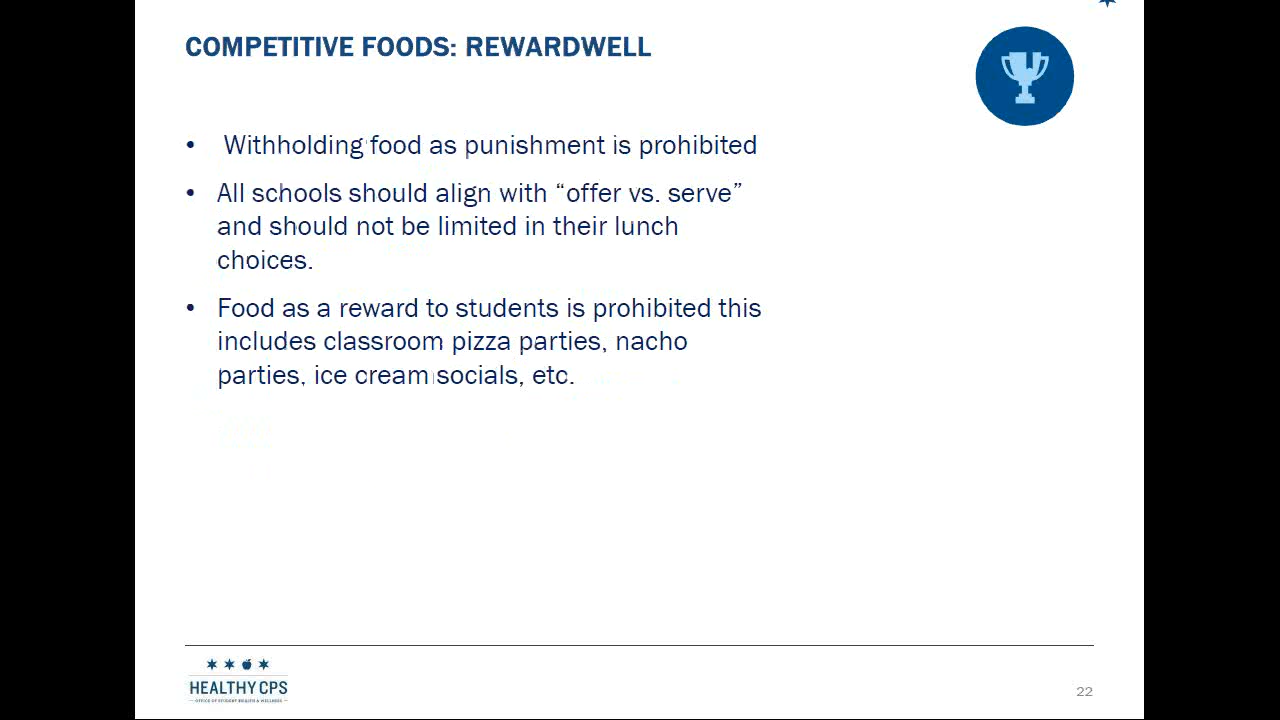 COMPETITIVE FOODS: REWARDWELL
• Withholding food as punishment is prohibited
• All schools should align with “offer vs. serve”
and should not be limited in their lunch
choices.
• Food as a reward to students is prohibited this
includes classroom pizza parties, nacho
parties, ice cream socials, etc.
HEALTHY CPS
OFFICE OF STUDENT HEALTH & WELLNESS
22